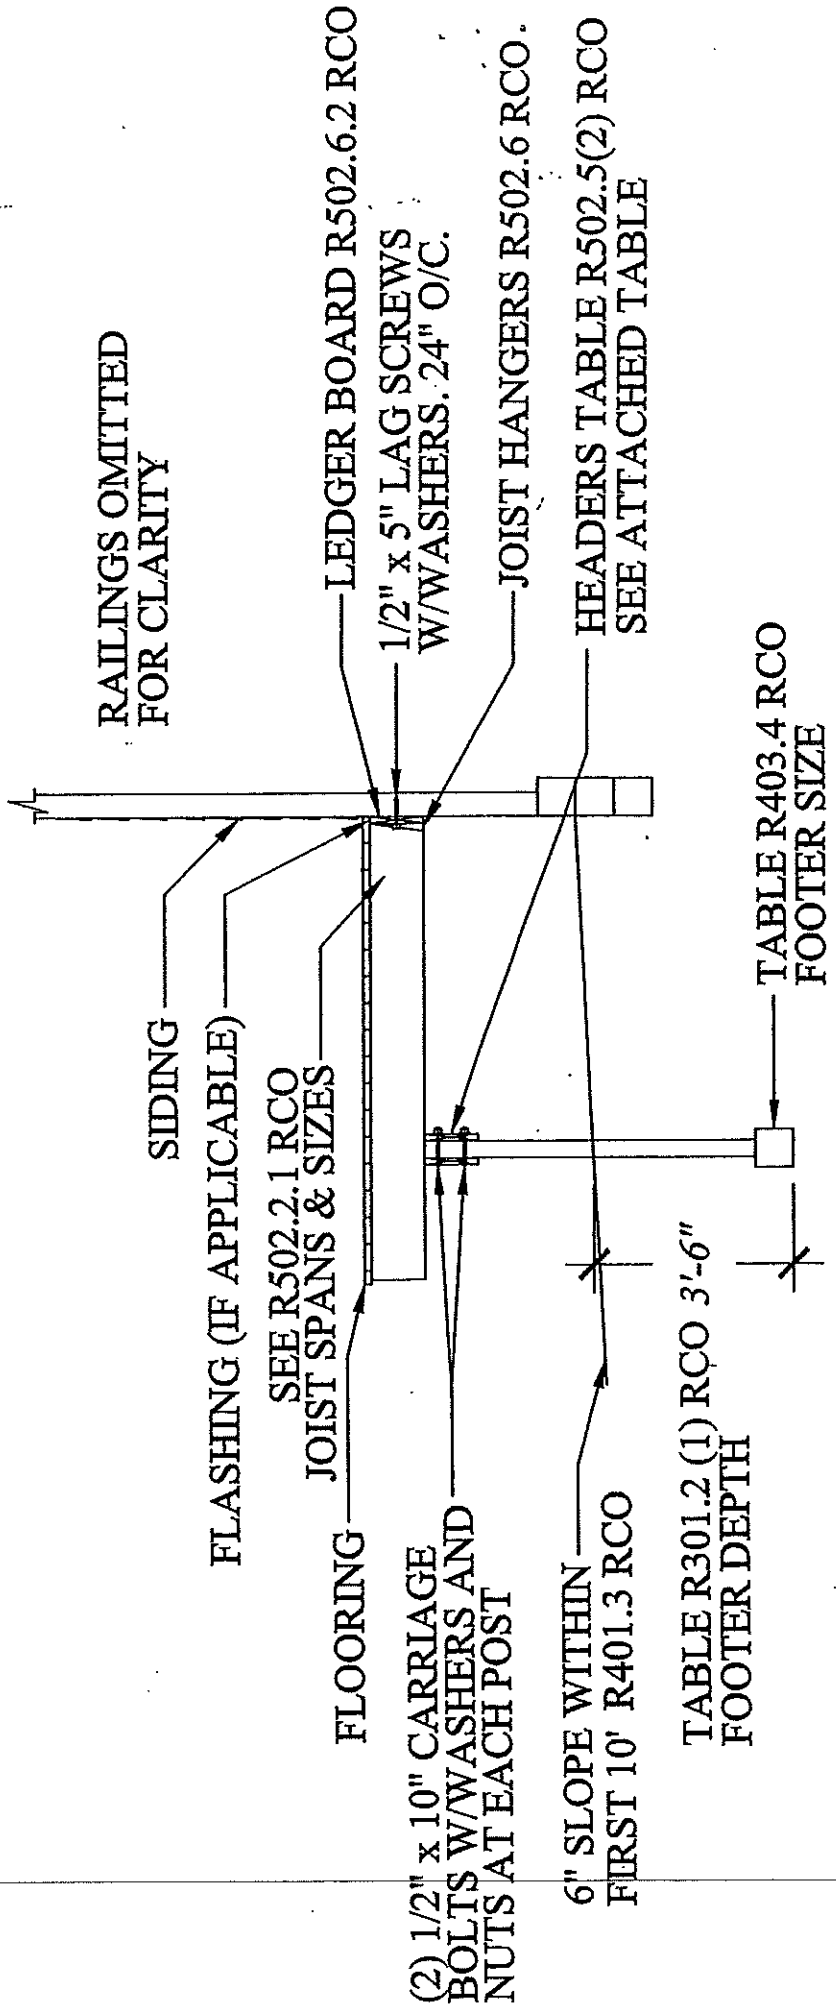 RAILINGS OMITTED
FOR CLARITY
SIDING
FLASHING (IF APPLICABLE)
SEE R502.2.1 RCO
JOIST SPANS & SIZES
FLOORING
(2) 1/2" x 10" CARRIAGE
BOLTS W/WASHERS AND
NUTS AT EACH POST
6" SLOPE WITHIN
FIRST 10' R401.3 RCO
TABLE R301.2 (1) RCO 3'-6"
FOOTER DEPTH
LEDGER BOARD R502.6.2 RCO
1/2" x 5" LAG SCREWS
W/WASHERS. 24" O/C.
JOIST HANGERS R502.6 RCO.
HEADERS TABLE R502.5(2) RCO
SEE ATTACHED TABLE
TABLE R403.4 RCO
FOOTER SIZE